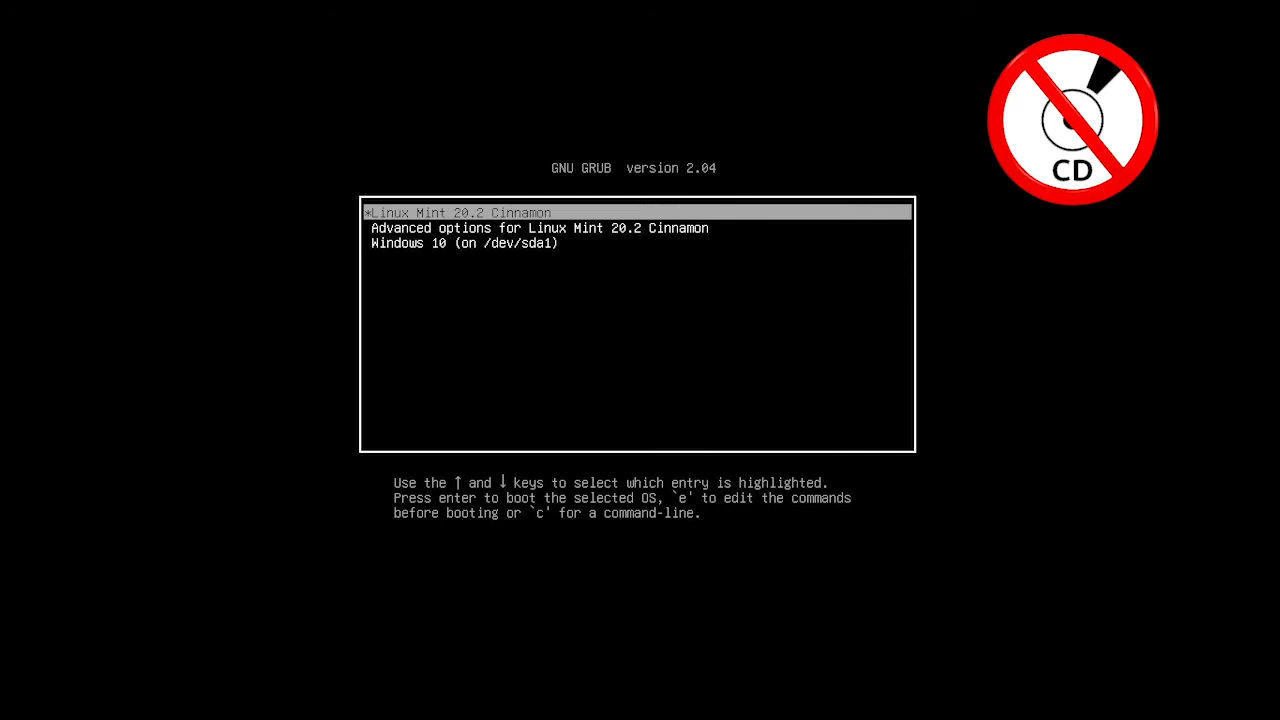 CD
GNU GRUB  version 2.04
*Linux Mint 20.2 Cinnamon
Advanced options for Linux Mint 20.2 Cinnamon
Windows 10 (on /dev/sda1)
Use the ↑ and ↓ keys to select which entry is highlighted.
Press enter to boot the selected OS, `e' to edit the commands
before booting or `c' for a command-line.